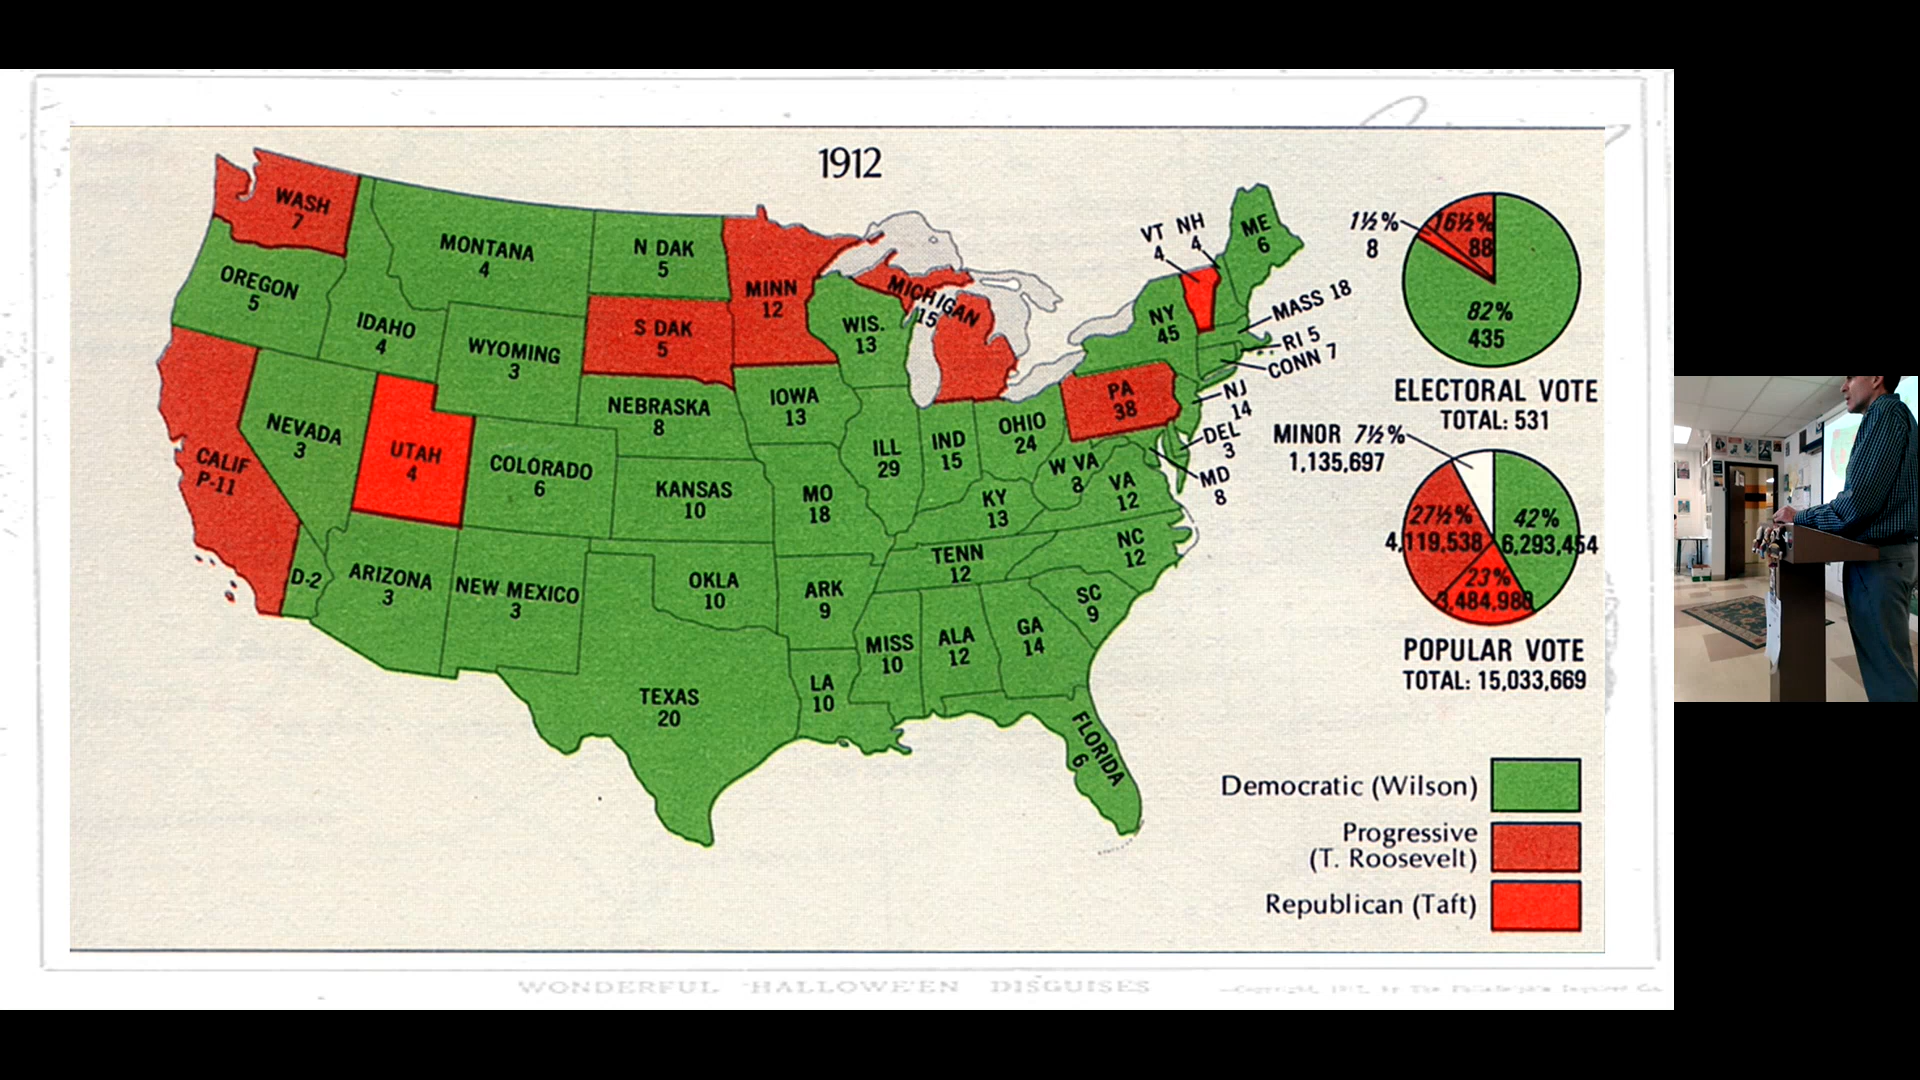 1912
WASH
7
MONTANA
4
N DAK
5
MINN
12
OREGON
5
IDAHO
4
WYOMING
3
S DAK
5
WIS.
13
MICHIGAN
15
VT
4
NH
4
ME
6
NY
45
MASS 18
RI 5
CONN 7
PA
38
NJ
14
DEL
3
MD
8
CALIF
P-11
D-2
NEVADA
3
UTAH
4
COLORADO
6
NEBRASKA
8
IOWA
13
ILL
29
IND
15
OHIO
24
W VA
8
VA
12
KANSAS
10
MO
18
KY
13
NC
12
TENN
12
ARIZONA
3
NEW MEXICO
3
OKLA
10
ARK
9
SC
9
MISS
10
ALA
12
GA
14
TEXAS
20
LA
10
FLORIDA
6
1½%
8
16½%
88
82%
435
ELECTORAL VOTE
TOTAL: 531
MINOR 7½%
1,135,697
27½%
4,119,538
42%
6,293,454
23%
3,484,980
POPULAR VOTE
TOTAL: 15,033,669
Democratic (Wilson)
Progressive
(T. Roosevelt)
Republican (Taft)
WONDERFUL HALLOWE'EN DISGUISES